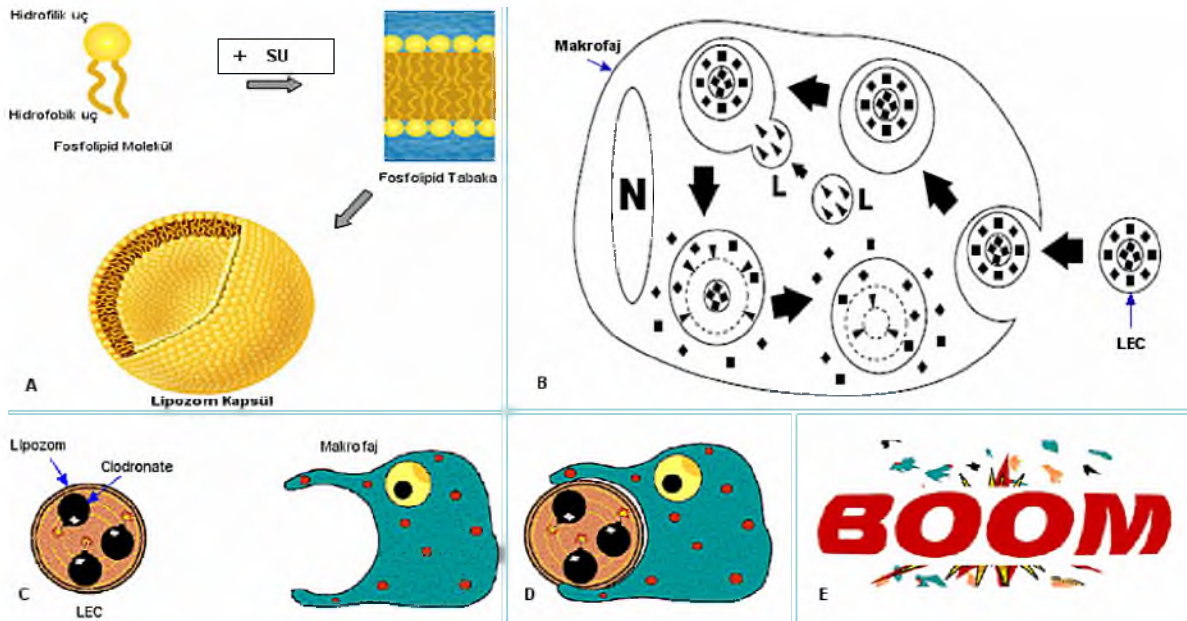 Hidrofilik uç
+ SU
Hidrofobik uç
Fosfolipid Molekül
Fosfolipid Tabaka
A
Lipozom Kapsül
Makrofaj
N
L
L
LEC
B
Lipozom
Clodronate
Makrofaj
C
LEC
D
BOOM
E